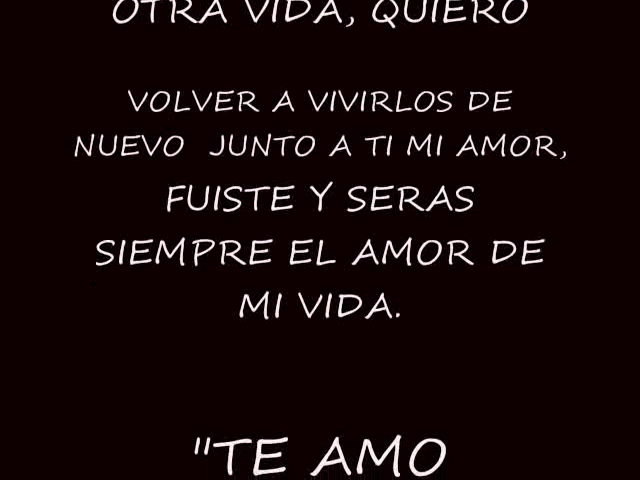 OTRA VIDA, QUIERO
VOLVER A VIVIRLOS DE
NUEVO JUNTO A TI MI AMOR,
FUISTE Y SERAS
SIEMPRE EL AMOR DE
MI VIDA.
"TE AMO